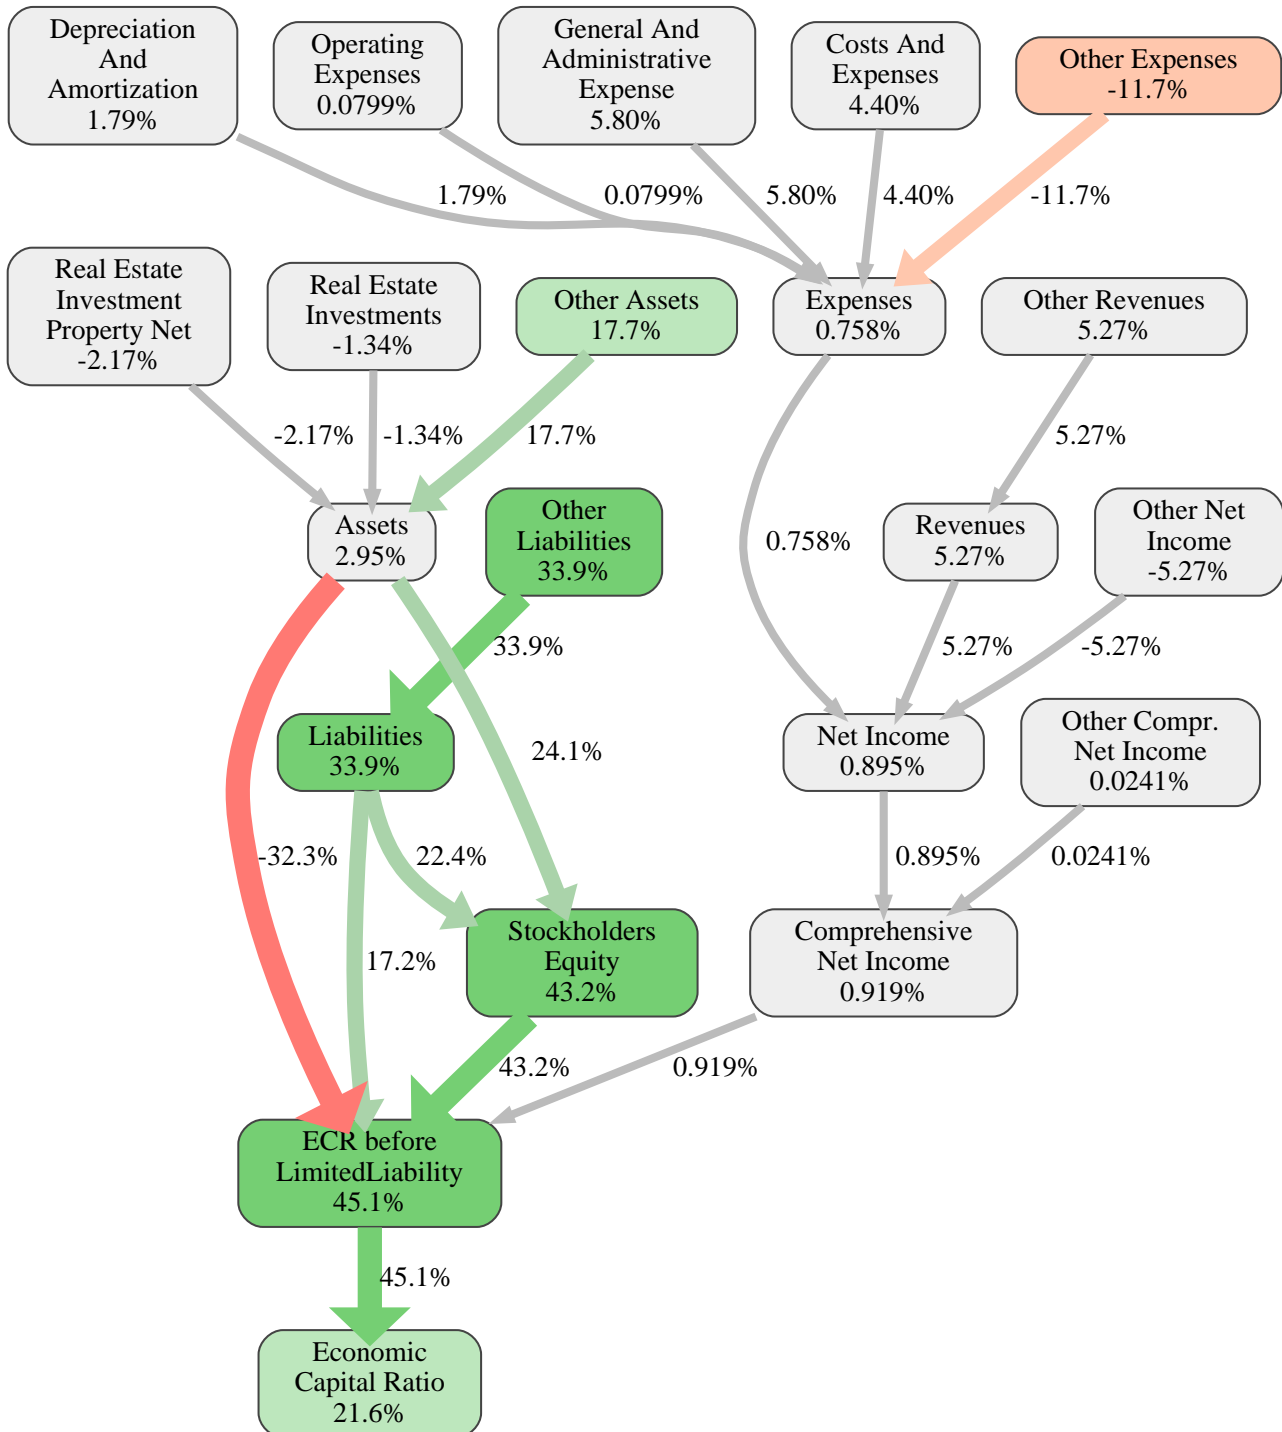 Depreciation
And
Amortization
1.79%
Operating
Expenses
0.0799%
General And
Administrative
Expense
5.80%
Costs And
Expenses
4.40%
Other Expenses
-11.7%
1.79%
0.0799%
5.80%
4.40%
-11.7%
Real Estate
Investment
Property Net
-2.17%
Real Estate
Investments
-1.34%
Other Assets
17.7%
Expenses
0.758%
Other Revenues
5.27%
-2.17%
-1.34%
17.7%
5.27%
Assets
2.95%
Other
Liabilities
33.9%
0.758%
Revenues
5.27%
Other Net
Income
-5.27%
33.9%
5.27%
-5.27%
Liabilities
33.9%
24.1%
Net Income
0.895%
Other Compr.
Net Income
0.0241%
-32.3%
22.4%
0.895%
0.0241%
17.2%
Stockholders
Equity
43.2%
Comprehensive
Net Income
0.919%
43.2%
0.919%
ECR before
LimitedLiability
45.1%
45.1%
Economic
Capital Ratio
21.6%